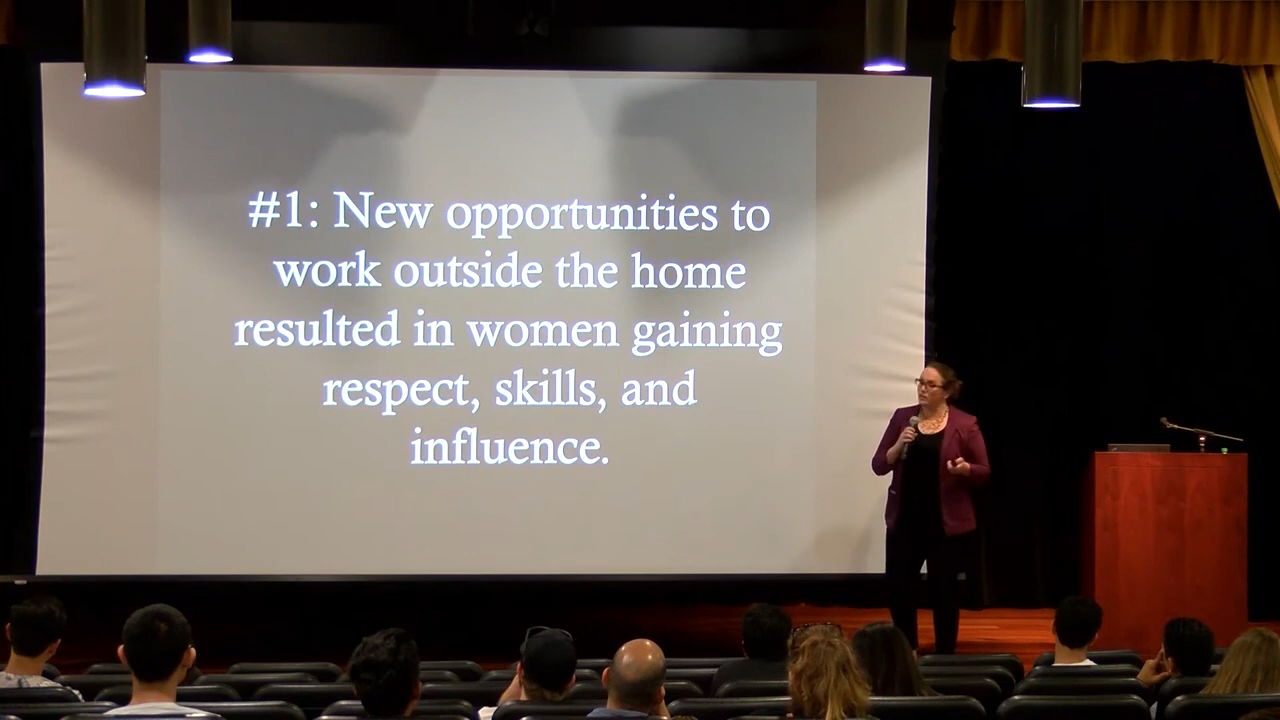 #1: New opportunities to
work outside the home
resulted in women gaining
respect, skills, and
influence.